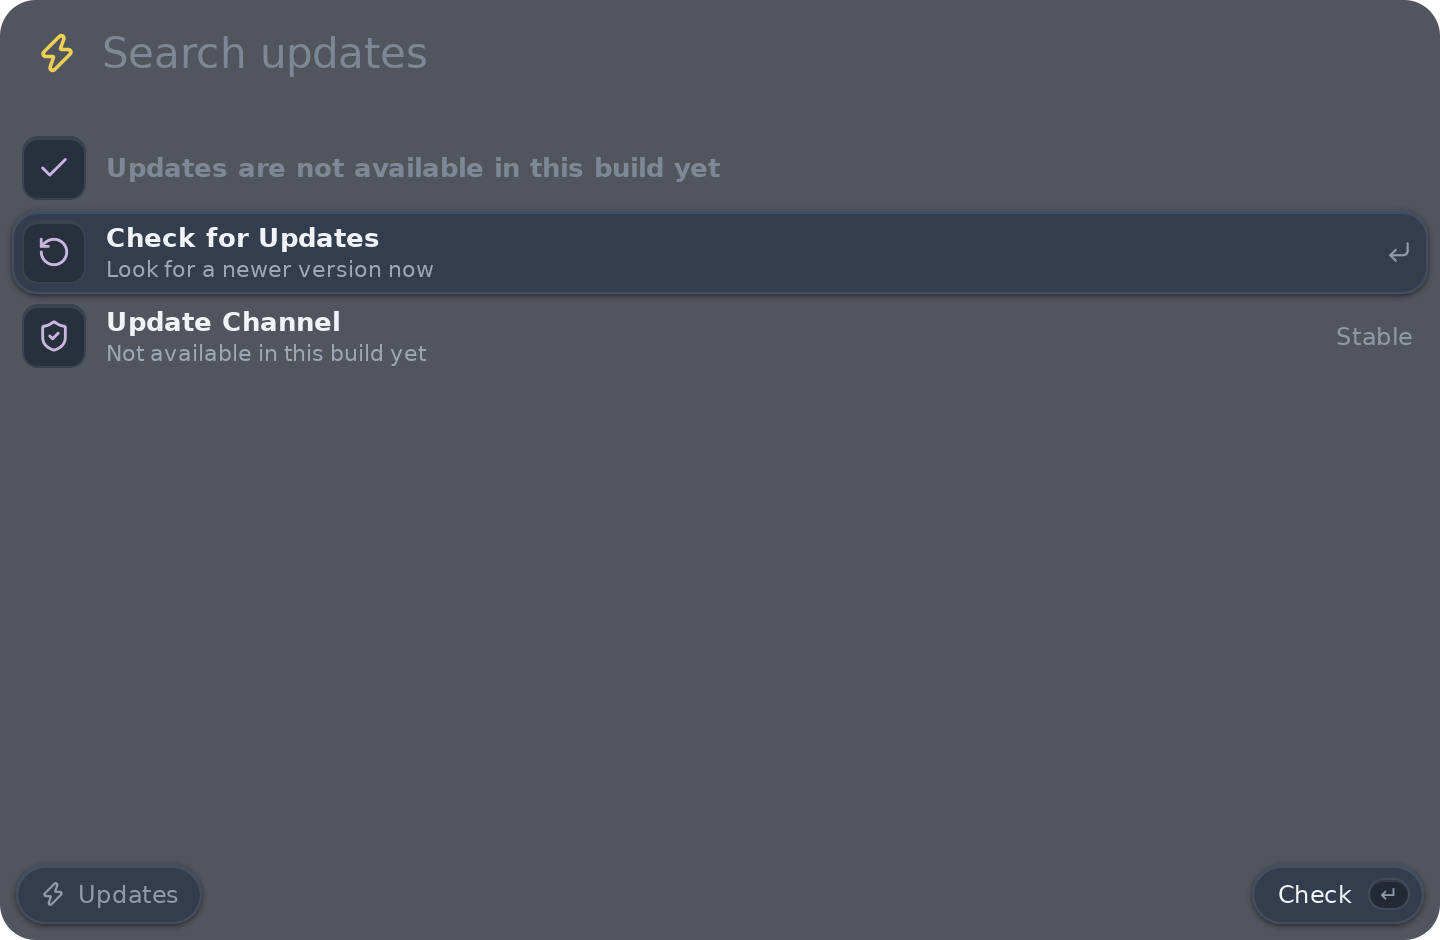 Search updates
Updates are not available in this build yet
Check for Updates
Look for a newer version now
Update Channel
Not available in this build yet
Stable
Updates
Check